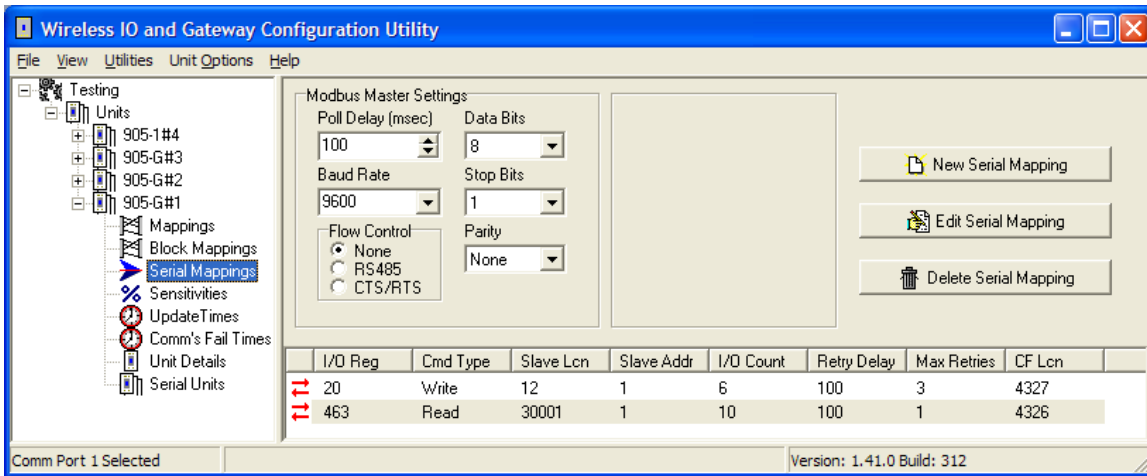 Wireless IO and Gateway Configuration Utility
File View Utilities Unit Options Help
Testing
Units
905-1#4
905-G#3
905-G#2
905-G#1
Mappings
Block Mappings
Serial Mappings
Sensitivities
UpdateTimes
Comm's Fail Times
Unit Details
Serial Units
Modbus Master Settings
Poll Delay (msec) Data Bits
100 8
Baud Rate Stop Bits
9600 1
Flow Control Parity
None None
RS485
CTS/RTS
New Serial Mapping
Edit Serial Mapping
Delete Serial Mapping
I/O Reg Cmd Type Slave Lcn Slave Addr I/O Count Retry Delay Max Retries CF Lcn
20 Write 12 1 6 100 3 4327
463 Read 30001 1 10 100 1 4326
Comm Port 1 Selected Version: 1.41.0 Build: 312